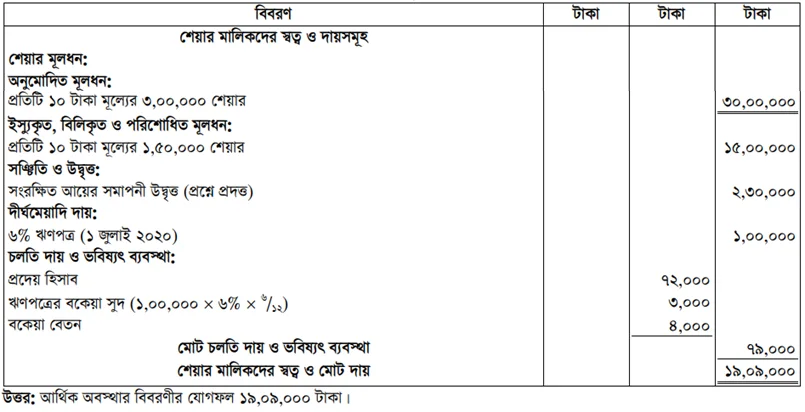 বিবরণ টাকা টাকা টাকা
শেয়ার মালিকদের স্বত্ব ও দায়সমূহ
শেয়ার মূলধন:
অনুমোদিত মূলধন:
প্রতিটি ১০ টাকা মূল্যের ৩,০০,০০০ শেয়ার ৩০,০০,০০০
ইস্যুকৃত, বিলিকৃত ও পরিশোধিত মূলধন:
প্রতিটি ১০ টাকা মূল্যের ১,৫০,০০০ শেয়ার ১৫,০০,০০০
সঞ্চিতি ও উদ্বৃত্ত:
সংরক্ষিত আয়ের সমাপনী উদ্বৃত্ত (প্রশ্নে প্রদত্ত) ২,৩০,০০০
দীর্ঘমেয়াদি দায়:
৬% ঋণপত্র (১ জুলাই ২০২০) ১,০০,০০০
চলতি দায় ও ভবিষ্যৎ ব্যবস্থা:
প্রদেয় হিসাব ৭২,০০০
ঋণপত্রের বকেয়া সুদ (১,০০,০০০ × ৬% × ৬/১২) ৩,০০০
বকেয়া বেতন ৪,০০০
মোট চলতি দায় ও ভবিষ্যৎ ব্যবস্থা ৭৯,০০০
শেয়ার মালিকদের স্বত্ব ও মোট দায় ১৯,০৯,০০০
উত্তর: আর্থিক অবস্থার বিবরণীর যোগফল ১৯,০৯,০০০ টাকা।